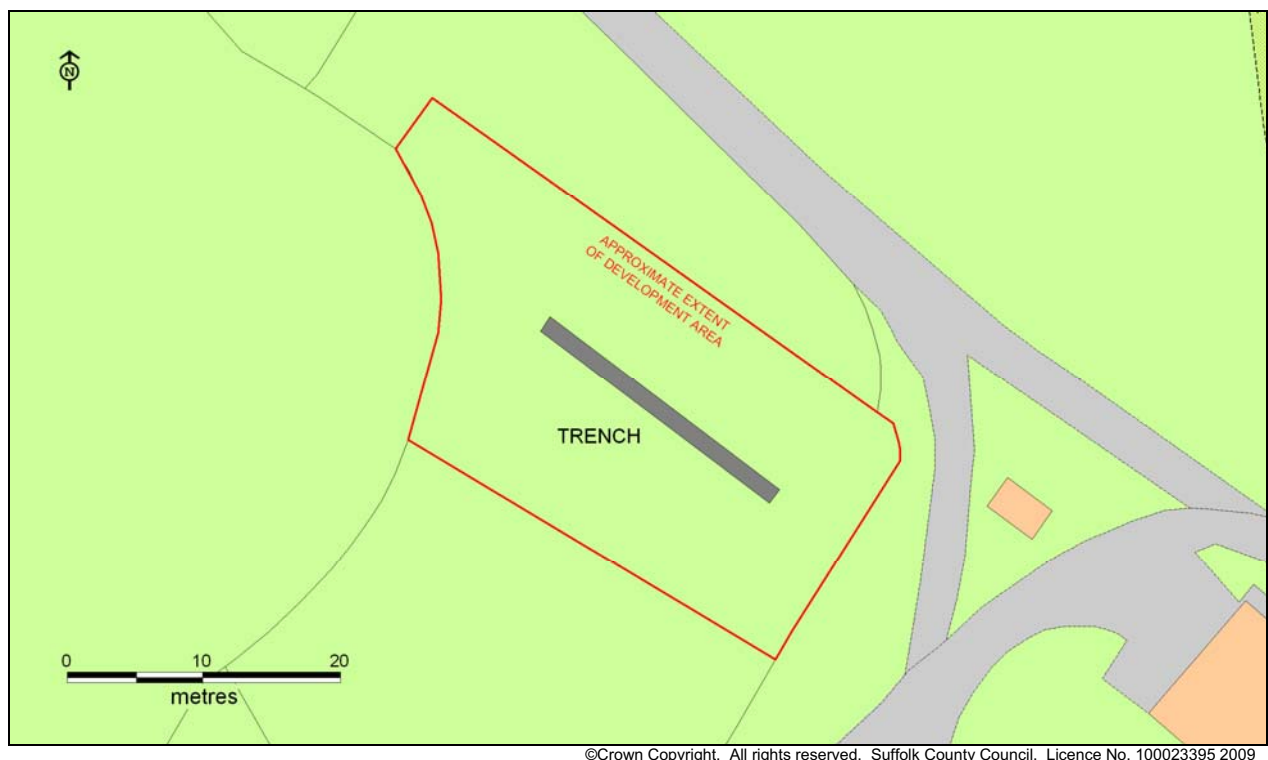 N
APPROXIMATE EXTENT
OF DEVELOPMENT AREA
TRENCH
0 10 20
metres
©Crown Copyright. All rights reserved. Suffolk County Council. Licence No. 100023395 2009